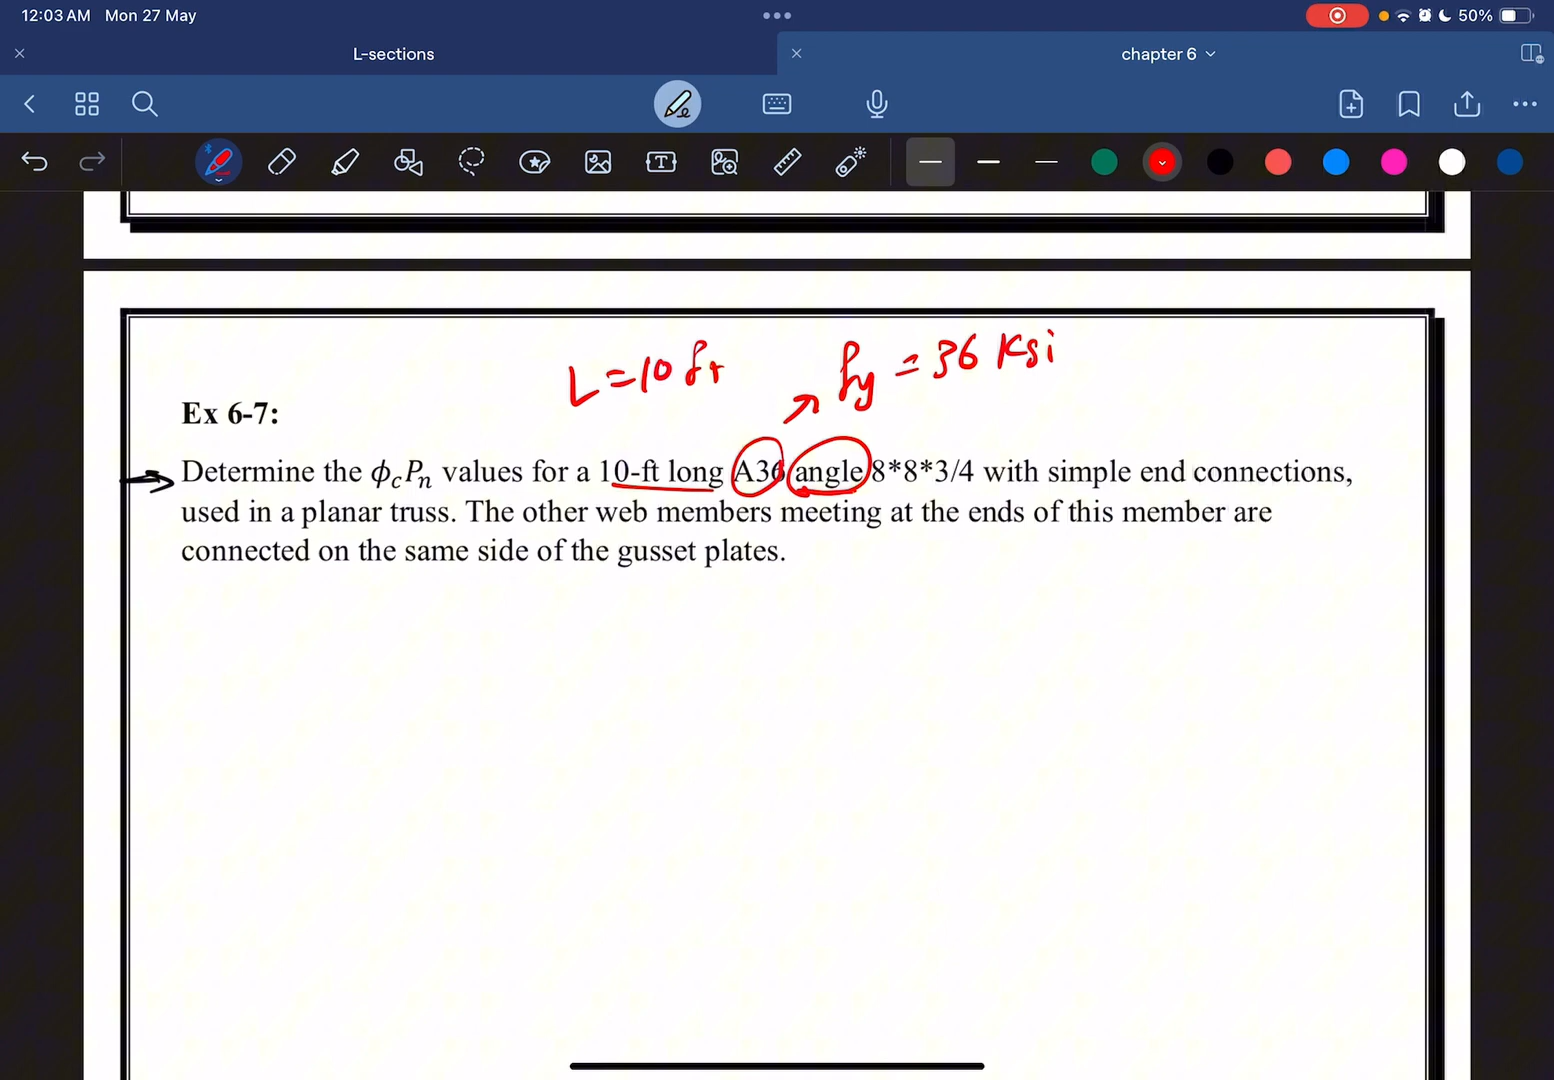 12:03 AM Mon 27 May
50%
L-sections
chapter 6
L = 10 ft
fy = 36 Ksi
Ex 6-7:
Determine the ϕcPn values for a 10-ft long A36 angle 8*8*3/4 with simple end connections,
used in a planar truss. The other web members meeting at the ends of this member are
connected on the same side of the gusset plates.